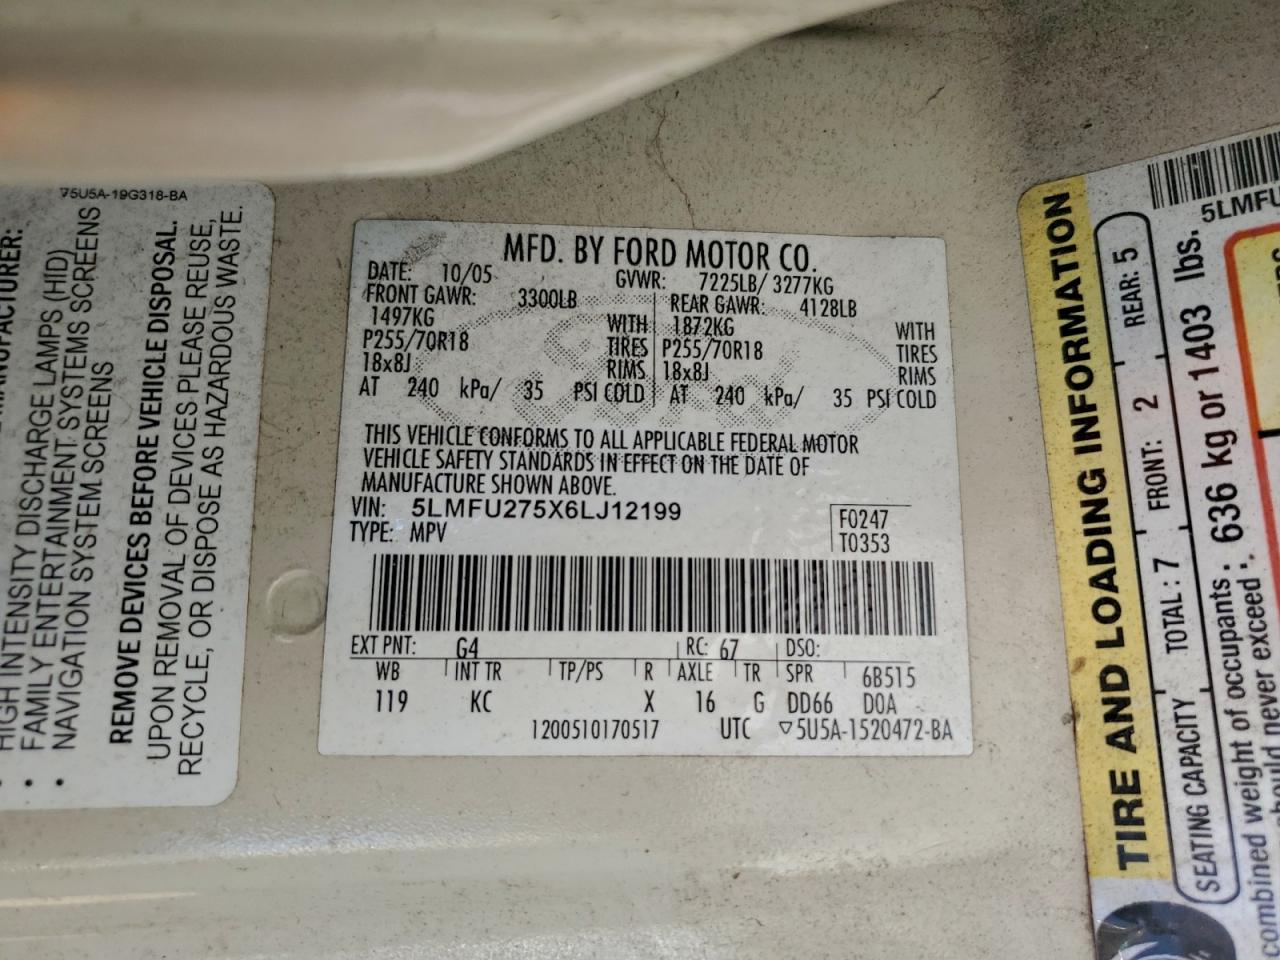 75U5A-19G318-BA
MANUFACTURER:
HIGH INTENSITY DISCHARGE LAMPS (HID)
• FAMILY ENTERTAINMENT SYSTEMS SCREENS
• NAVIGATION SYSTEM SCREENS
REMOVE DEVICES BEFORE VEHICLE DISPOSAL.
UPON REMOVAL OF DEVICES PLEASE REUSE,
RECYCLE, OR DISPOSE AS HAZARDOUS WASTE.
MFD. BY FORD MOTOR CO.
DATE: 10/05 GVWR: 7225LB/ 3277KG
FRONT GAWR: 3300LB REAR GAWR: 4128LB
1497KG WITH 1872KG WITH
P255/70R18 TIRES P255/70R18 TIRES
18x8J RIMS 18x8J RIMS
AT 240 kPa/ 35 PSI COLD AT 240 kPa/ 35 PSI COLD
THIS VEHICLE CONFORMS TO ALL APPLICABLE FEDERAL MOTOR
VEHICLE SAFETY STANDARDS IN EFFECT ON THE DATE OF
MANUFACTURE SHOWN ABOVE.
VIN: 5LMFU275X6LJ12199
TYPE: MPV
F0247
T0353
EXT PNT: G4 RC: 67 DSO:
WB INT TR TP/PS R AXLE TR SPR 6B515
119 KC X 16 G DD66 DOA
1200510170517 UTC ▽5U5A-1520472-BA
TIRE AND LOADING INFORMATION
SEATING CAPACITY TOTAL : 7 FRONT: 2 REAR: 5
combined weight of occupants
should never exceed : 636 kg or 1403 lbs.
5LMFU